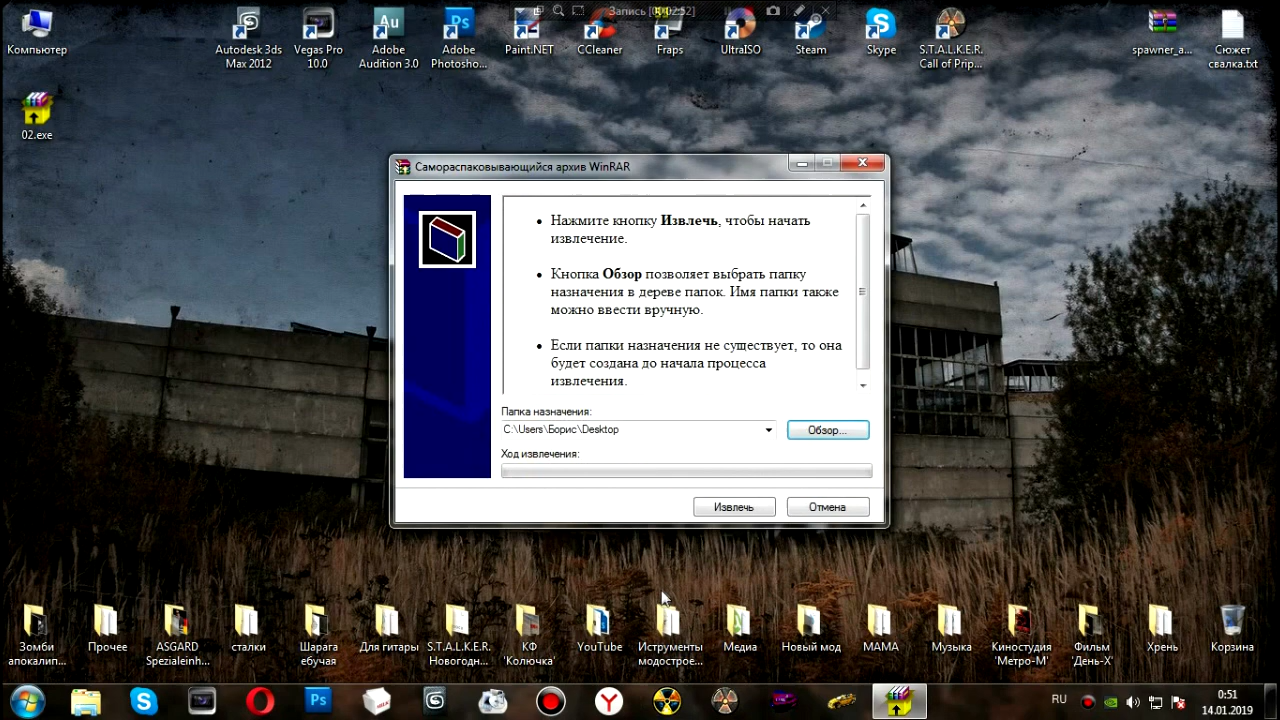 Запись [00:02:52]
Компьютер
Autodesk 3ds
Max 2012
Vegas Pro
10.0
Adobe
Audition 3.0
Adobe
Photosho...
Paint.NET
CCleaner
Fraps
UltraISO
Steam
Skype
S.T.A.L.K.E.R.
Call of Prip...
spawner_a...
Сюжет
свалка.txt
02.exe
Самораспаковывающийся архив WinRAR
Нажмите кнопку Извлечь, чтобы начать
извлечение.
Кнопка Обзор позволяет выбрать папку
назначения в дереве папок. Имя папки также
можно ввести вручную.
Если папки назначения не существует, то она
будет создана до начала процесса
извлечения.
Папка назначения:
C:\Users\Борис\Desktop
Обзор...
Ход извлечения:
Извлечь
Отмена
Зомби
апокалип...
Прочее
ASGARD
Spezialeinh...
сталки
Шарага
ебучая
Для гитары
S.T.A.L.K.E.R.
Новогодн...
КФ
'Колючка'
YouTube
Иструменты
модострое...
Медиа
Новый мод
МАМА
Музыка
Киностудия
'Метро-М'
Фильм
'День-Х'
Хрень
Корзина
RU
0:51
14.01.2019